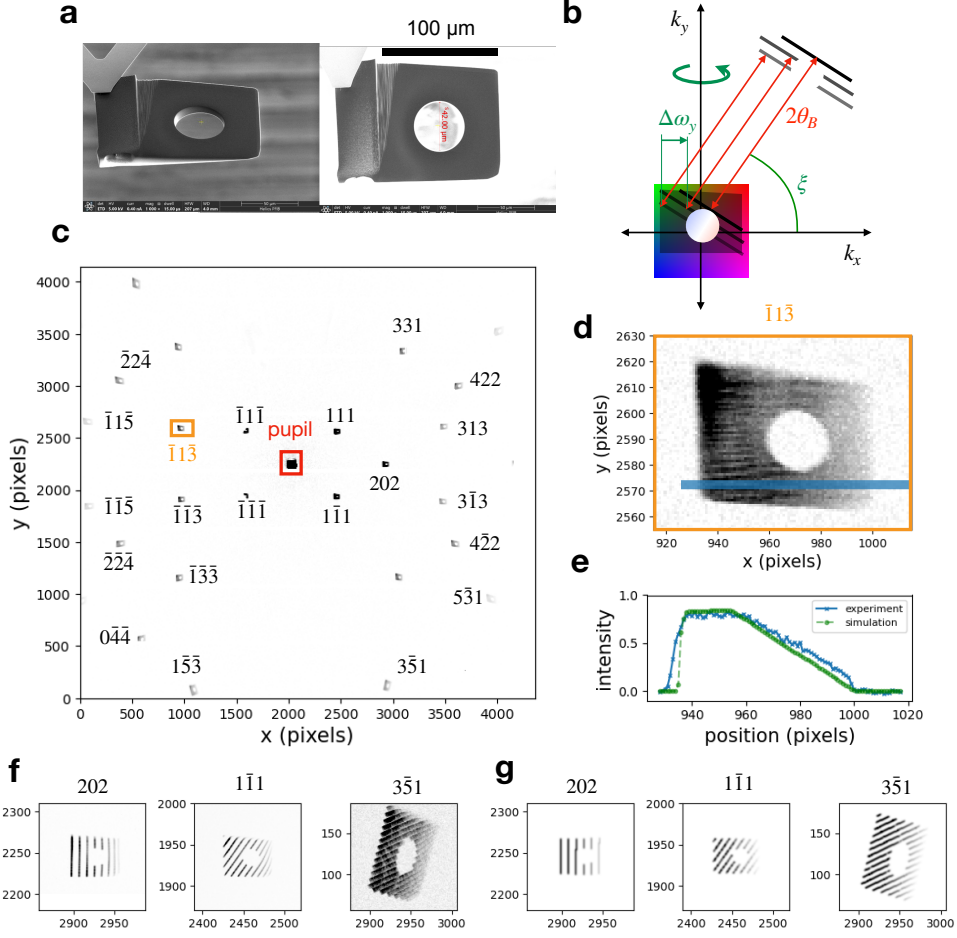 a
100 μm
42.00 μm
b
k_y
Δω_y
2θ_B
ξ
k_x
c
4000
3500
3000
2500
2000
1500
1000
500
0
y (pixels)
331
2̄24̄
422
1̄15̄
1̄11̄
111
313
pupil
1̄13̄
202
1̄1̄5̄
1̄1̄3̄
1̄1̄1̄
11̄1
31̄3
2̄2̄4̄
42̄2
1̄3̄3̄
53̄1
04̄4̄
15̄3̄
35̄1
0 500 1000 1500 2000 2500 3000 3500 4000
x (pixels)
d
1̄13̄
2630
2620
2610
2600
2590
2580
2570
2560
y (pixels)
920 940 960 980 1000
x (pixels)
e
1.0
0.5
0.0
intensity
experiment
simulation
940 960 980 1000 1020
position (pixels)
f
202
2300
2250
2200
2900 2950
11̄1
2000
1950
1900
2400 2450 2500
35̄1
150
100
2900 2950 3000
g
202
2300
2250
2200
2900 2950
11̄1
2000
1950
1900
2400 2450 2500
35̄1
150
100
2900 2950 3000